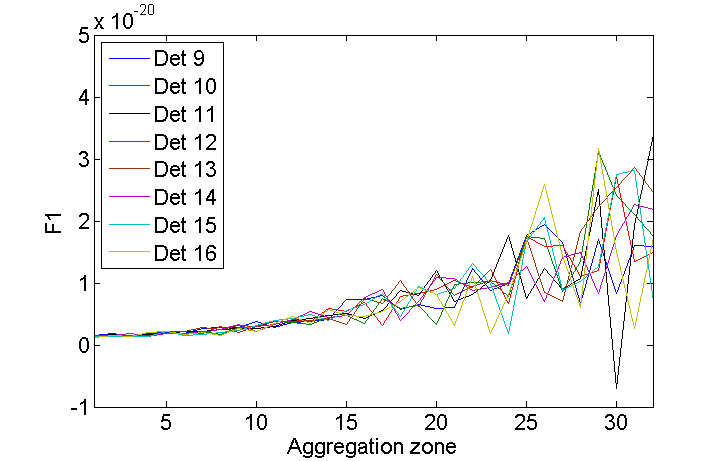 5 x 10^-20
Det 9
Det 10
Det 11
Det 12
Det 13
Det 14
Det 15
Det 16
4
3
2
1
0
-1
F1
5 10 15 20 25 30
Aggregation zone